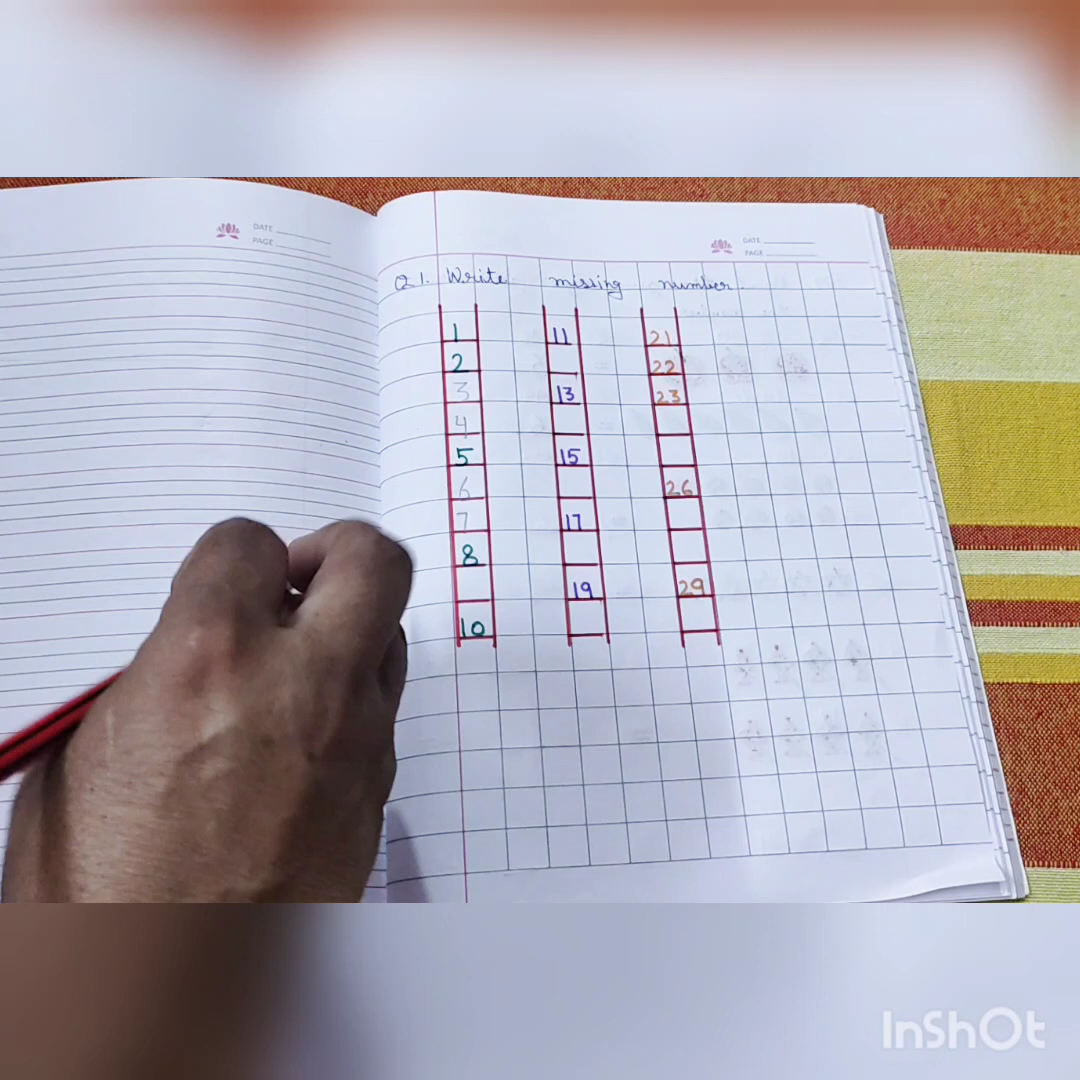 DATE
PAGE
DATE
PAGE
Q1. Write missing number.
1 11 21
2 22
3 13 23
4
5 15
6 26
7 17
8
19 29
10
InShOt